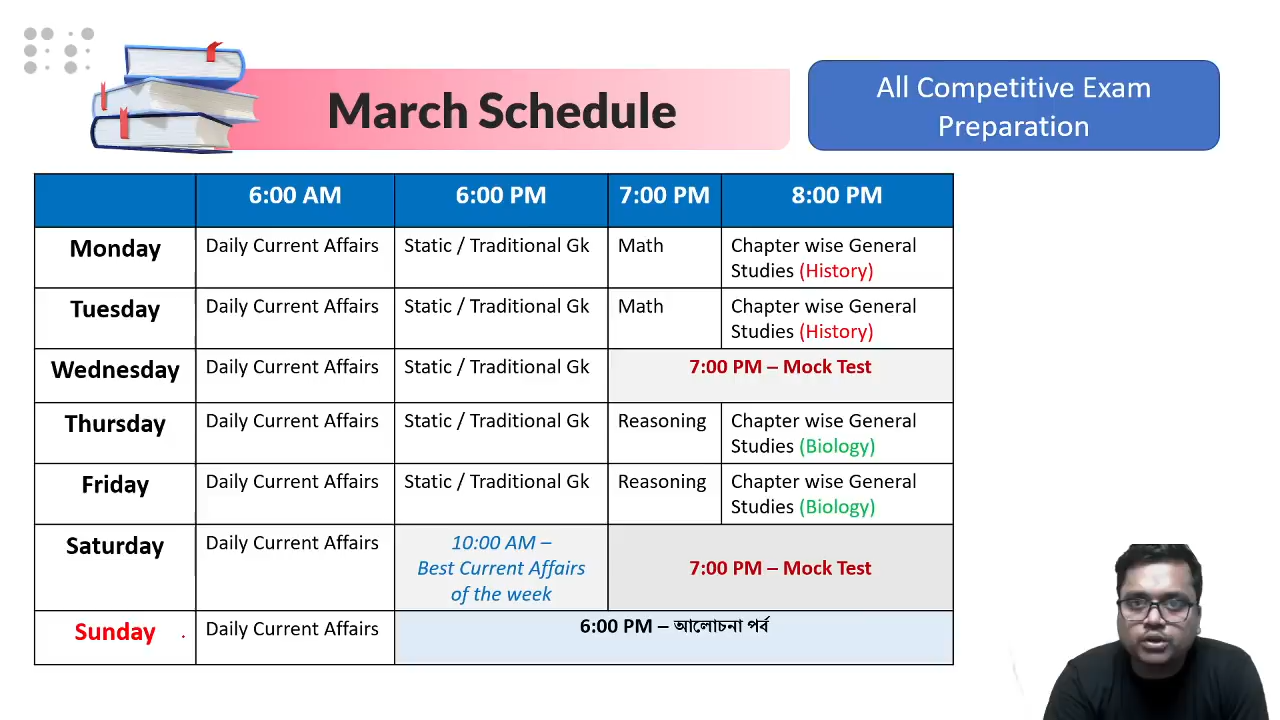 March Schedule
All Competitive Exam
Preparation
6:00 AM 6:00 PM 7:00 PM 8:00 PM
Monday Daily Current Affairs Static / Traditional Gk Math Chapter wise General
Studies (History)
Tuesday Daily Current Affairs Static / Traditional Gk Math Chapter wise General
Studies (History)
Wednesday Daily Current Affairs Static / Traditional Gk 7:00 PM – Mock Test
Thursday Daily Current Affairs Static / Traditional Gk Reasoning Chapter wise General
Studies (Biology)
Friday Daily Current Affairs Static / Traditional Gk Reasoning Chapter wise General
Studies (Biology)
Saturday Daily Current Affairs 10:00 AM –
Best Current Affairs
of the week
7:00 PM – Mock Test
Sunday Daily Current Affairs 6:00 PM – আলোচনা পর্ব